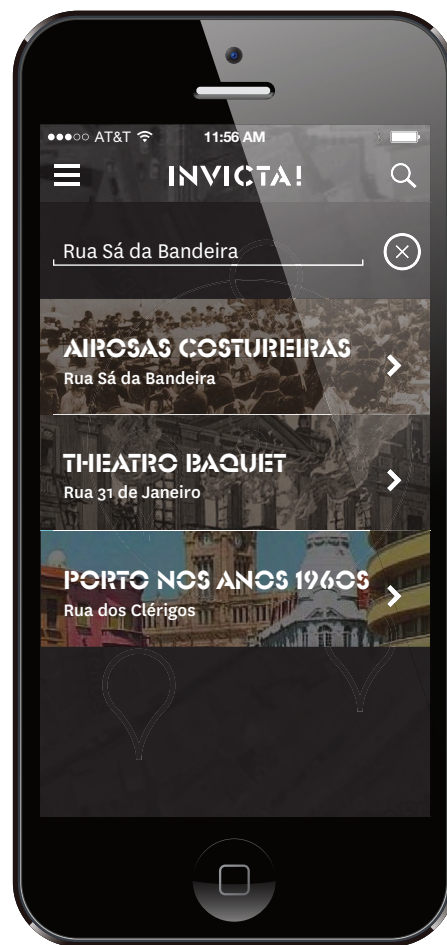 AT&T 11:56 AM
INVICTA!
Rua Sá da Bandeira
AIROSAS COSTUREIRAS
Rua Sá da Bandeira
THEATRO BAQUET
Rua 31 de Janeiro
PORTO NOS ANOS 1960S
Rua dos Clérigos